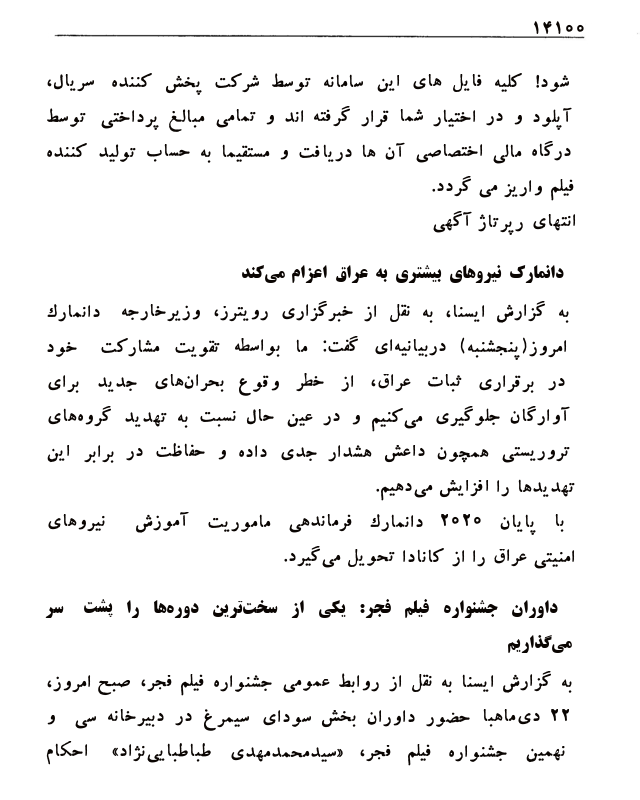 ۱۴۱۰۰
شود! کلیه فایل های این سامانه توسط شرکت پخش کننده سریال،
آپلود و در اختیار شما قرار گرفته اند و تمامی مبالغ پرداختی توسط
درگاه مالی اختصاصی آن ها دریافت و مستقیما به حساب تولید کننده
فیلم واریز می گردد.
انتهای رپرتاژ آگهی
دانمارک نیروهای بیشتری به عراق اعزام می‌کند
به گزارش ایسنا، به نقل از خبرگزاری رویترز، وزیرخارجه دانمارك
امروز(پنجشنبه) دربیانیه‌ای گفت: ما بواسطه تقویت مشارکت خود
در برقراری ثبات عراق، از خطر وقوع بحران‌های جدید برای
آوارگان جلوگیری می‌کنیم و در عین حال نسبت به تهدید گروه‌های
تروریستی همچون داعش هشدار جدی داده و حفاظت در برابر این
تهدیدها را افزایش می‌دهیم.
با پایان ۲۰۲۰ دانمارك فرماندهی ماموریت آموزش نیروهای
امنیتی عراق را از کانادا تحویل می‌گیرد.
داوران جشنواره فیلم فجر: یکی از سخت‌ترین دوره‌ها را پشت سر
می‌گذاریم
به گزارش ایسنا به نقل از روابط عمومی جشنواره فیلم فجر، صبح امروز،
۲۲ دی‌ماهبا حضور داوران بخش سودای سیمرغ در دبیرخانه سی و
نهمین جشنواره فیلم فجر، «سیدمحمدمهدی طباطبایی‌نژاد» احکام